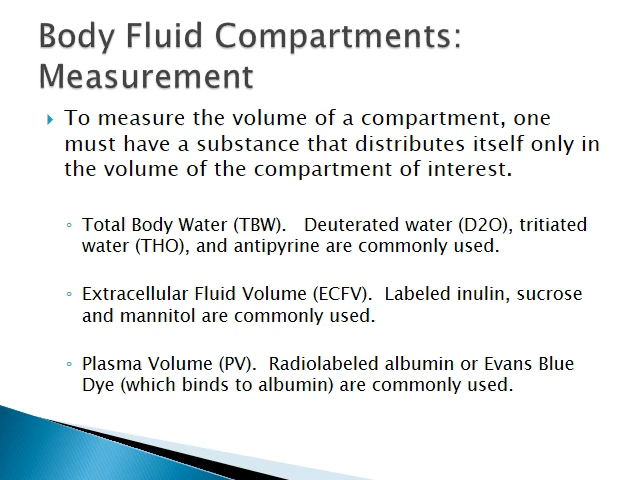 Body Fluid Compartments:
Measurement
To measure the volume of a compartment, one
must have a substance that distributes itself only in
the volume of the compartment of interest.
Total Body Water (TBW).   Deuterated water (D2O), tritiated
water (THO), and antipyrine are commonly used.
Extracellular Fluid Volume (ECFV).  Labeled inulin, sucrose
and mannitol are commonly used.
Plasma Volume (PV).  Radiolabeled albumin or Evans Blue
Dye (which binds to albumin) are commonly used.